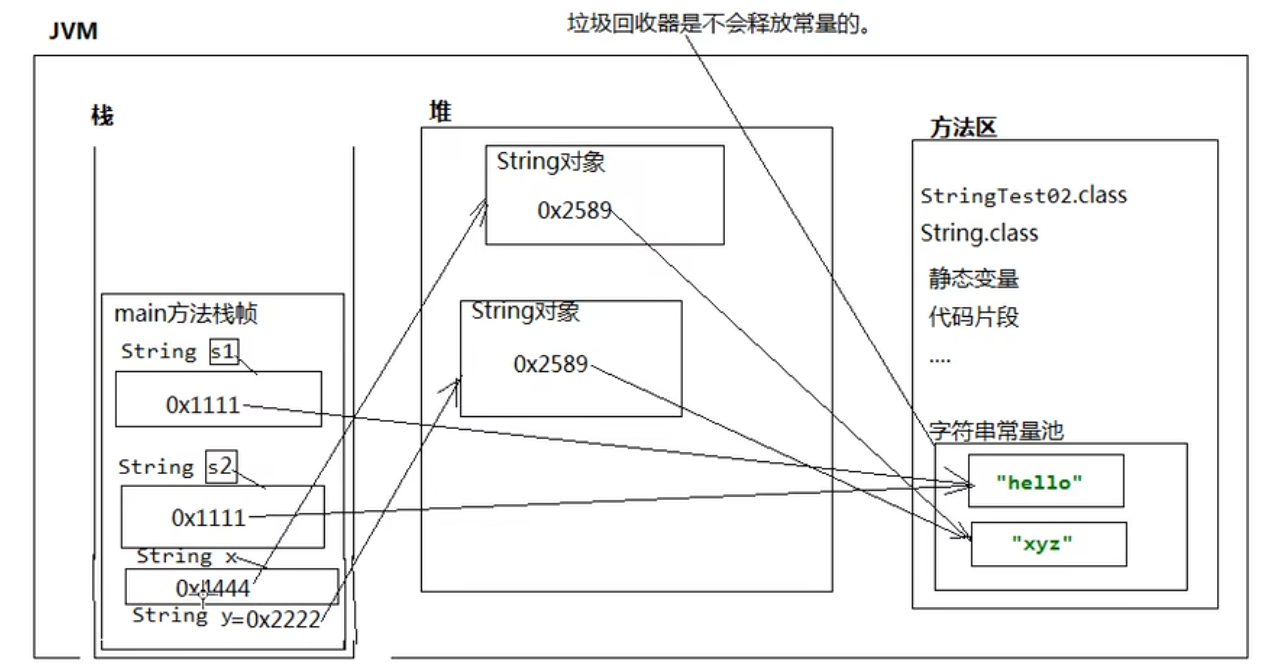 垃圾回收器是不会释放常量的。
JVM
栈
堆
方法区
String对象
0x2589
StringTest02.class
String.class
静态变量
代码片段
....
String对象
0x2589
main方法栈帧
String s1
0x1111
String s2
0x1111
String x
0x4444
String y=0x2222
字符串常量池
"hello"
"xyz"